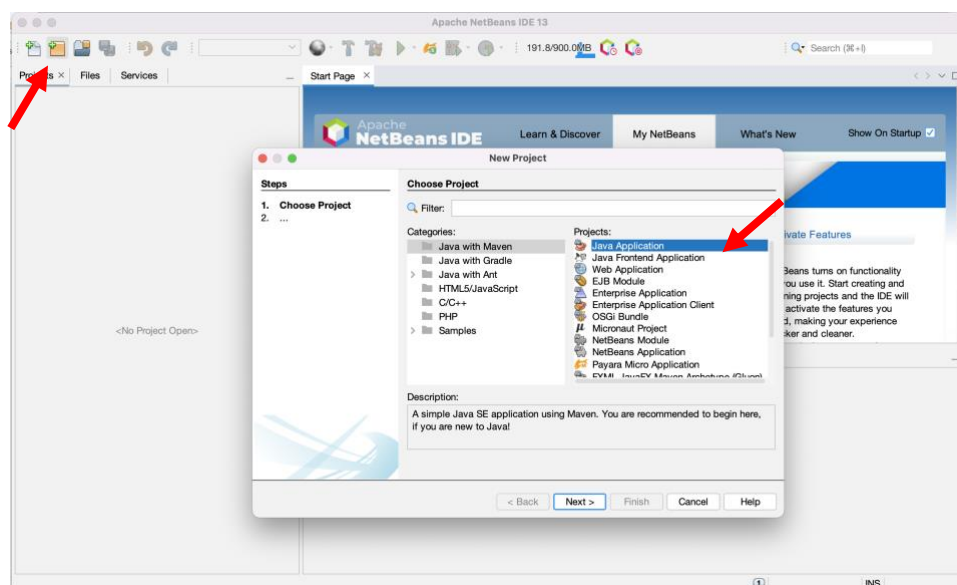 Apache NetBeans IDE 13
191.8/900.0MB
Search (⌘+I)
Projects Files Services
Start Page
Apache
NetBeans IDE
Learn & Discover My NetBeans What's New Show On Startup
New Project
Steps
1. Choose Project
2. ...
Choose Project
Filter:
Categories:
Java with Maven
Java with Gradle
Java with Ant
HTML5/JavaScript
C/C++
PHP
Samples
Projects:
Java Application
Java Frontend Application
Web Application
EJB Module
Enterprise Application
Enterprise Application Client
OSGi Bundle
Micronaut Project
NetBeans Module
NetBeans Application
Payara Micro Application
FXML JavaFX Maven Archetype (Gluon)
Description:
A simple Java SE application using Maven. You are recommended to begin here,
if you are new to Java!
< Back Next > Finish Cancel Help
<No Project Open>
Features
Beans turns on functionality
you use it. Start creating and
projects and the IDE will
activate the features you
making your experience
and cleaner.
1 INS